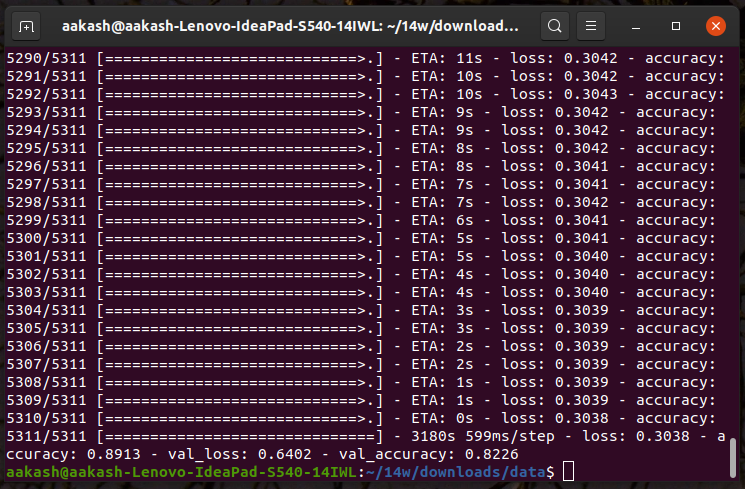 aakash@aakash-Lenovo-IdeaPad-S540-14IWL: ~/14w/downloads...
5290/5311 [============================>.] - ETA: 11s - loss: 0.3042 - accuracy:
5291/5311 [============================>.] - ETA: 10s - loss: 0.3042 - accuracy:
5292/5311 [============================>.] - ETA: 10s - loss: 0.3043 - accuracy:
5293/5311 [============================>.] - ETA: 9s - loss: 0.3042 - accuracy:
5294/5311 [============================>.] - ETA: 9s - loss: 0.3042 - accuracy:
5295/5311 [============================>.] - ETA: 8s - loss: 0.3042 - accuracy:
5296/5311 [============================>.] - ETA: 8s - loss: 0.3041 - accuracy:
5297/5311 [============================>.] - ETA: 7s - loss: 0.3041 - accuracy:
5298/5311 [============================>.] - ETA: 7s - loss: 0.3042 - accuracy:
5299/5311 [============================>.] - ETA: 6s - loss: 0.3041 - accuracy:
5300/5311 [============================>.] - ETA: 5s - loss: 0.3041 - accuracy:
5301/5311 [============================>.] - ETA: 5s - loss: 0.3040 - accuracy:
5302/5311 [============================>.] - ETA: 4s - loss: 0.3040 - accuracy:
5303/5311 [============================>.] - ETA: 4s - loss: 0.3040 - accuracy:
5304/5311 [============================>.] - ETA: 3s - loss: 0.3039 - accuracy:
5305/5311 [============================>.] - ETA: 3s - loss: 0.3039 - accuracy:
5306/5311 [============================>.] - ETA: 2s - loss: 0.3039 - accuracy:
5307/5311 [============================>.] - ETA: 2s - loss: 0.3039 - accuracy:
5308/5311 [============================>.] - ETA: 1s - loss: 0.3039 - accuracy:
5309/5311 [============================>.] - ETA: 1s - loss: 0.3039 - accuracy:
5310/5311 [============================>.] - ETA: 0s - loss: 0.3038 - accuracy:
5311/5311 [==============================] - 3180s 599ms/step - loss: 0.3038 - a
ccuracy: 0.8913 - val_loss: 0.6402 - val_accuracy: 0.8226
aakash@aakash-Lenovo-IdeaPad-S540-14IWL:~/14w/downloads/data$